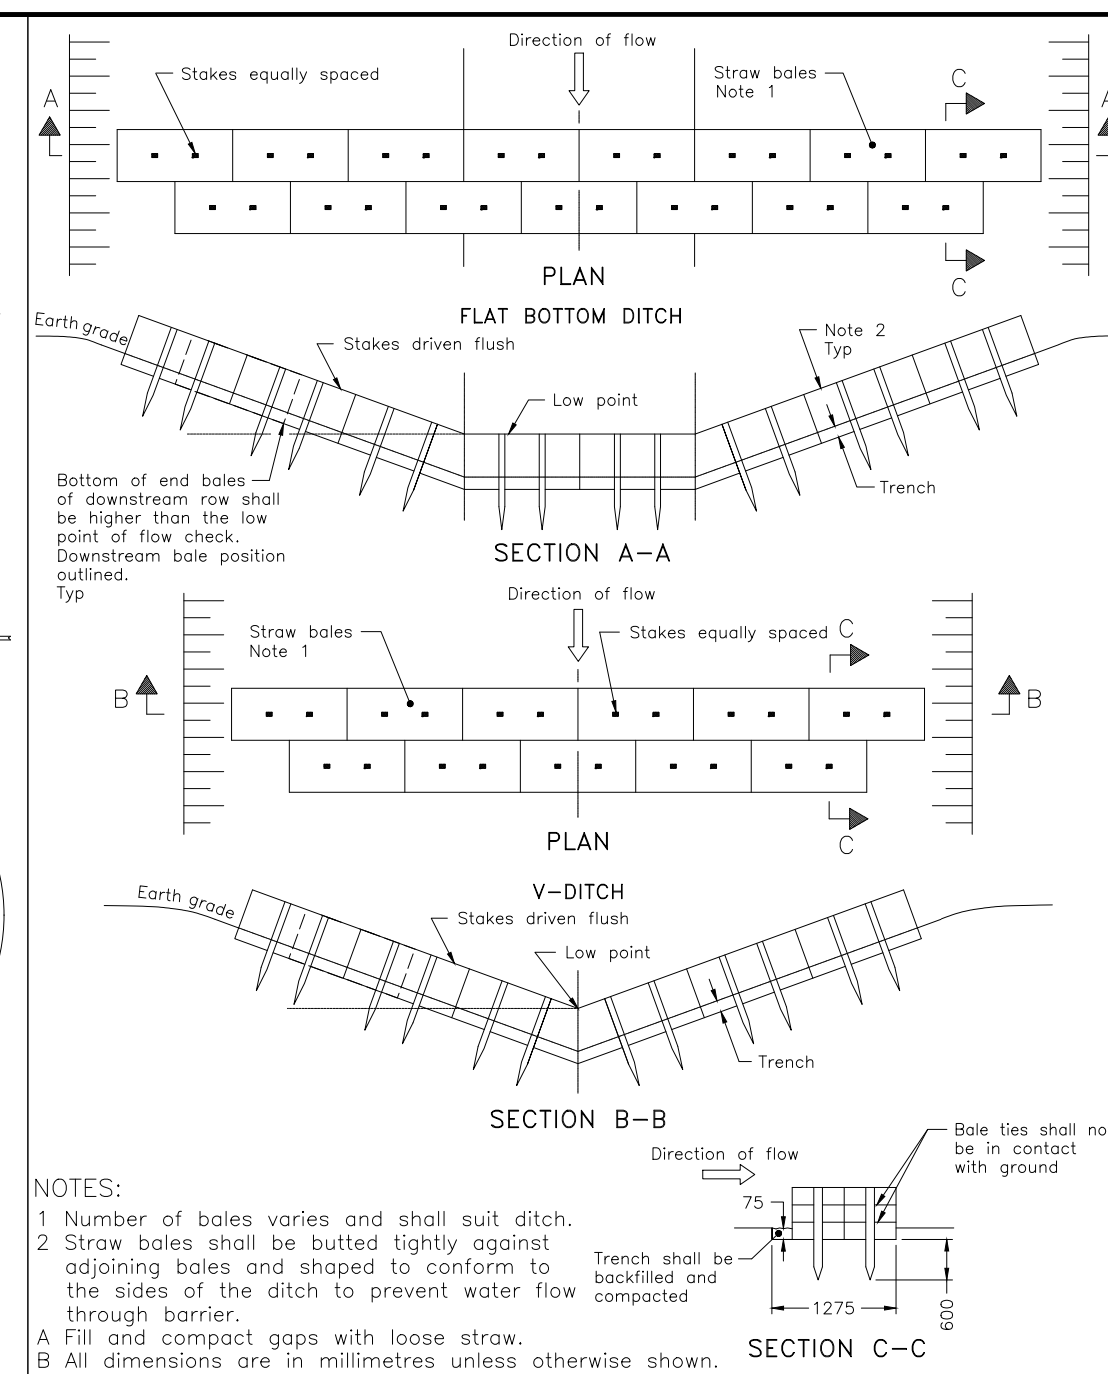 Direction of flow
Stakes equally spaced
Straw bales
Note 1
C
A
A
C
PLAN
FLAT BOTTOM DITCH
Earth grade
Stakes driven flush
Note 2
Typ
Low point
Bottom of end bales
of downstream row shall
be higher than the low
point of flow check.
Downstream bale position
outlined.
Typ
Trench
SECTION A-A
Direction of flow
Straw bales
Note 1
Stakes equally spaced
C
B
B
C
PLAN
V-DITCH
Earth grade
Stakes driven flush
Low point
Trench
SECTION B-B
Direction of flow
Bale ties shall no
be in contact
with ground
75
Trench shall be
backfilled and
compacted
1275
600
SECTION C-C
NOTES:
1 Number of bales varies and shall suit ditch.
2 Straw bales shall be butted tightly against
adjoining bales and shaped to conform to
the sides of the ditch to prevent water flow
through barrier.
A Fill and compact gaps with loose straw.
B All dimensions are in millimetres unless otherwise shown.